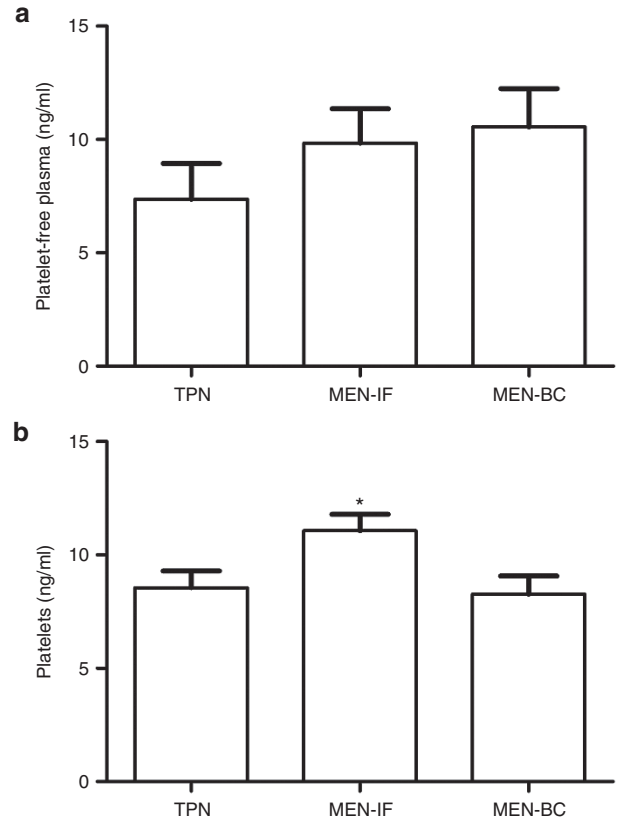 a
Platelet-free plasma (ng/ml)
15
10
5
0
TPN MEN-IF MEN-BC
b
Platelets (ng/ml)
15
10
5
0
*
TPN MEN-IF MEN-BC